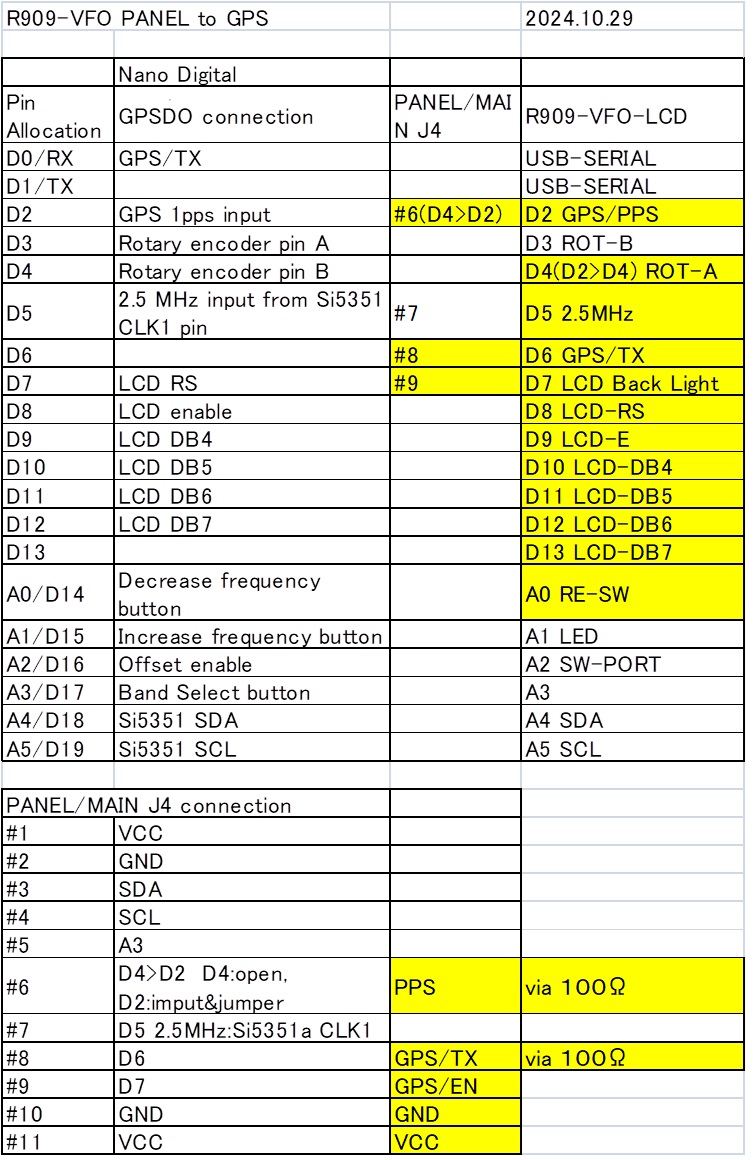 R909-VFO PANEL to GPS 2024.10.29
Nano Digital
Pin Allocation GPSDO connection PANEL/MAIN J4 R909-VFO-LCD
D0/RX GPS/TX USB-SERIAL
D1/TX USB-SERIAL
D2 GPS 1pps input #6(D4>D2) D2 GPS/PPS
D3 Rotary encoder pin A D3 ROT-B
D4 Rotary encoder pin B D4(D2>D4) ROT-A
D5 2.5 MHz input from Si5351 CLK1 pin #7 D5 2.5MHz
D6 #8 D6 GPS/TX
D7 LCD RS #9 D7 LCD Back Light
D8 LCD enable D8 LCD-RS
D9 LCD DB4 D9 LCD-E
D10 LCD DB5 D10 LCD-DB4
D11 LCD DB6 D11 LCD-DB5
D12 LCD DB7 D12 LCD-DB6
D13 D13 LCD-DB7
A0/D14 Decrease frequency button A0 RE-SW
A1/D15 Increase frequency button A1 LED
A2/D16 Offset enable A2 SW-PORT
A3/D17 Band Select button A3
A4/D18 Si5351 SDA A4 SDA
A5/D19 Si5351 SCL A5 SCL
PANEL/MAIN J4 connection
#1 VCC
#2 GND
#3 SDA
#4 SCL
#5 A3
#6 D4>D2 D4:open, D2:imput&jumper PPS via 100Ω
#7 D5 2.5MHz:Si5351a CLK1
#8 D6 GPS/TX via 100Ω
#9 D7 GPS/EN
#10 GND GND
#11 VCC VCC